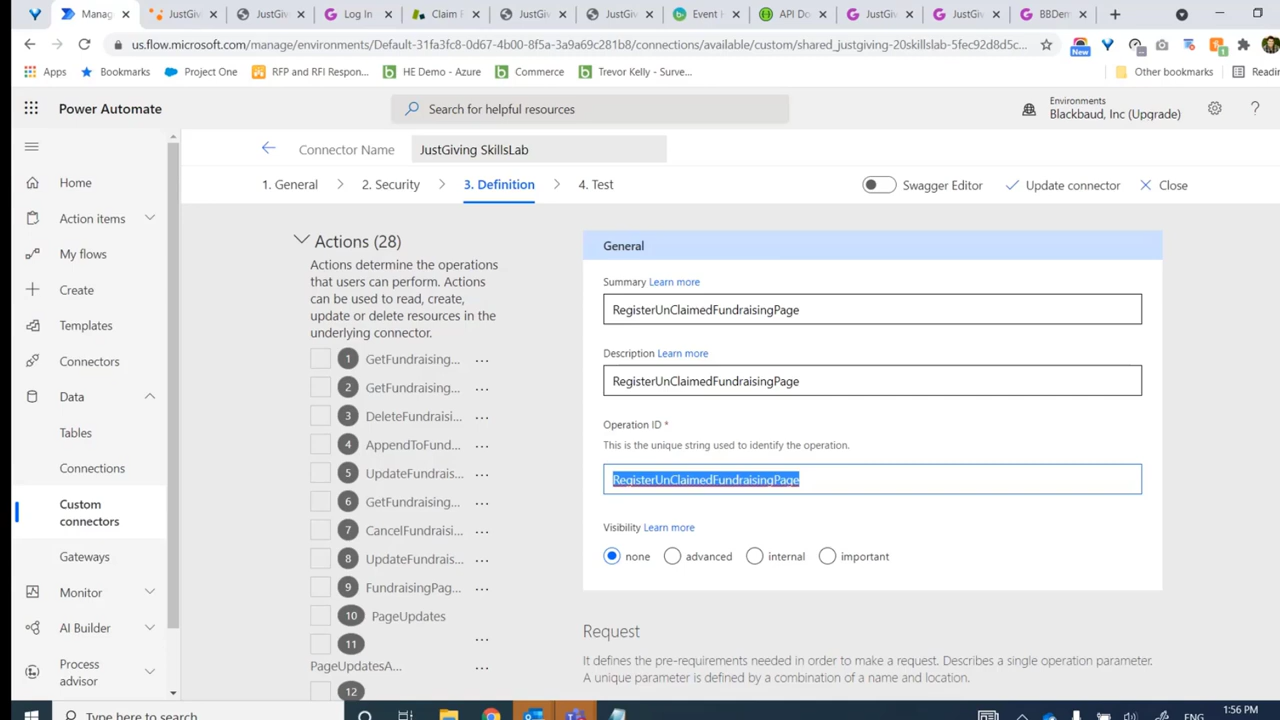 Manag
JustGivi
JustGiv
Log In
Claim F
JustGiv
JustGiv
Event H
API Do
JustGiv
JustGiv
BBDem
us.flow.microsoft.com/manage/environments/default-31fa3fc8-0d67-4b00-8f5a-3a9a69c281b8/connections/available/custom/shared_justgiving-20skillslab-5fec92d8d5c...
New
1
Apps
Bookmarks
Project One
RFP and RFI Respon...
HE Demo - Azure
Commerce
Trevor Kelly - Surve...
Other bookmarks
Readin
Power Automate
Search for helpful resources
Environments
Blackbaud, Inc (Upgrade)
?
Connector Name
JustGiving SkillsLab
1. General
2. Security
3. Definition
4. Test
Swagger Editor
Update connector
Close
Home
Action items
My flows
Create
Templates
Connectors
Data
Tables
Connections
Custom
connectors
Gateways
Monitor
AI Builder
Process
advisor
Actions (28)
Actions determine the operations
that users can perform. Actions
can be used to read, create,
update or delete resources in the
underlying connector.
1 GetFundraising... ...
2 GetFundraising... ...
3 DeleteFundraisi... ...
4 AppendToFund... ...
5 UpdateFundrais... ...
6 GetFundraising... ...
7 CancelFundraisi... ...
8 UpdateFundrais... ...
9 FundraisingPag... ...
10 PageUpdates
11 ...
PageUpdatesA... ...
12
General
Summary Learn more
RegisterUnClaimedFundraisingPage
Description Learn more
RegisterUnClaimedFundraisingPage
Operation ID *
This is the unique string used to identify the operation.
RegisterUnClaimedFundraisingPage
Visibility Learn more
none
advanced
internal
important
Request
It defines the pre-requirements needed in order to make a request. Describes a single operation parameter.
A unique parameter is defined by a combination of a name and location.
Type here to search
ENG
1:56 PM